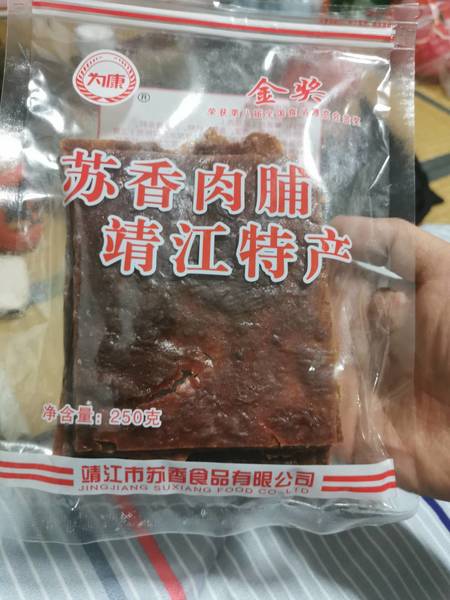 为康
®
金奖
苏香肉脯
靖江特产
净含量：250克
靖江市苏香食品有限公司
JINGJIANG SUXIANG FOOD CO-LTD